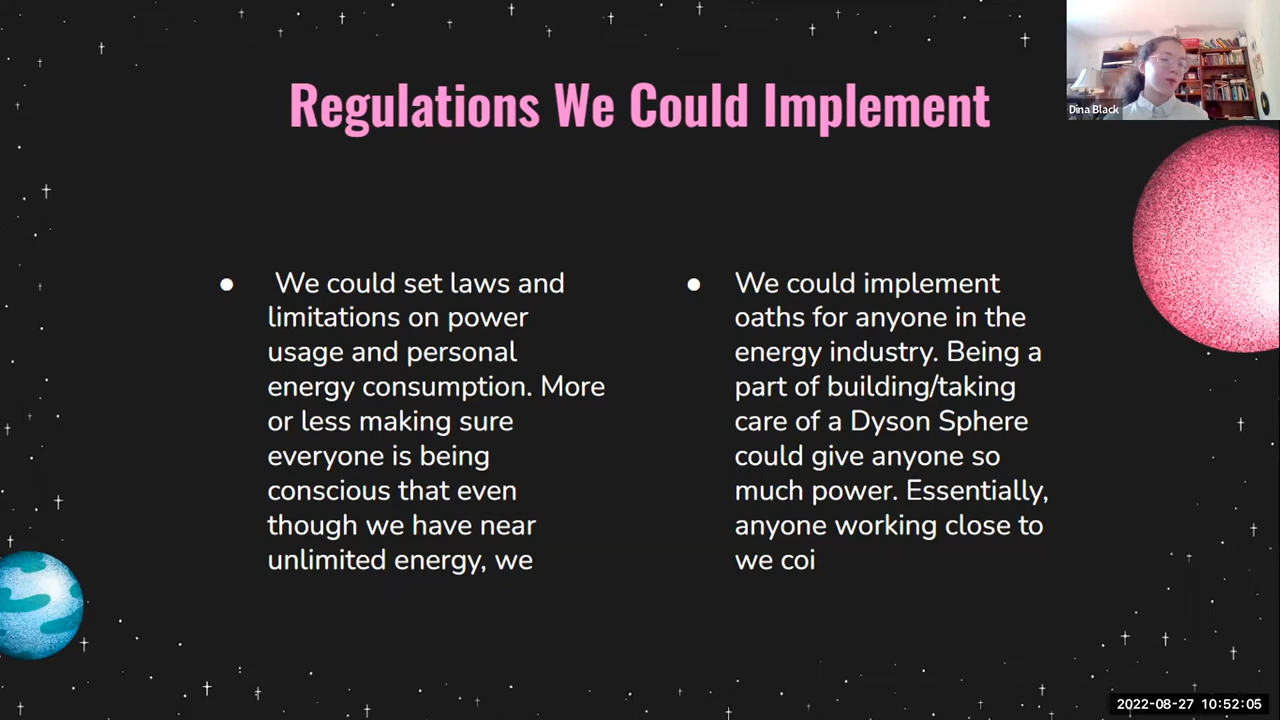 Regulations We Could Implement
Dina Black
● We could set laws and
limitations on power
usage and personal
energy consumption. More
or less making sure
everyone is being
conscious that even
though we have near
unlimited energy, we
● We could implement
oaths for anyone in the
energy industry. Being a
part of building/taking
care of a Dyson Sphere
could give anyone so
much power. Essentially,
anyone working close to
we coi
2022-08-27 10:52:05